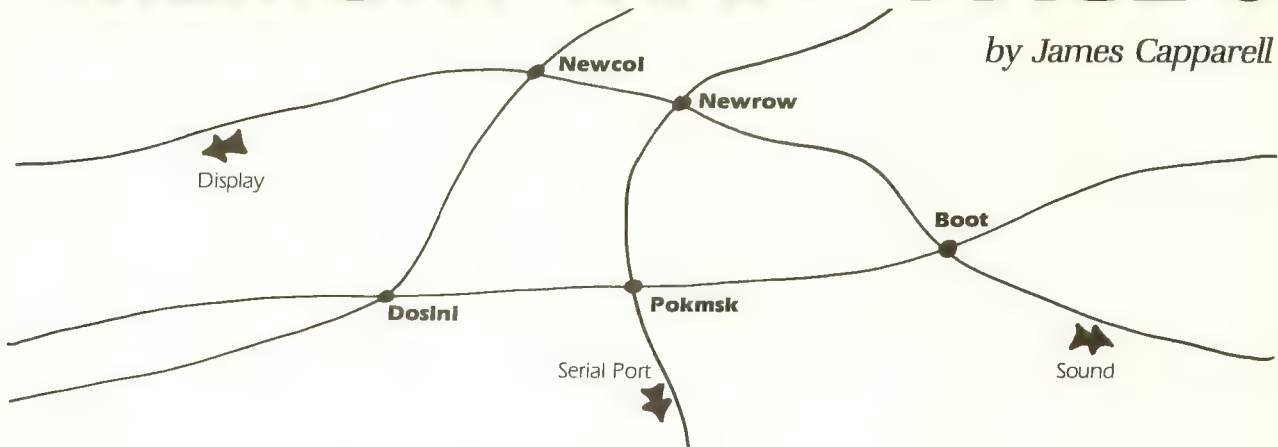 by James Capparell
Newcol
Newrow
Display
Boot
DosIni
Pokmsk
Serial Port
Sound